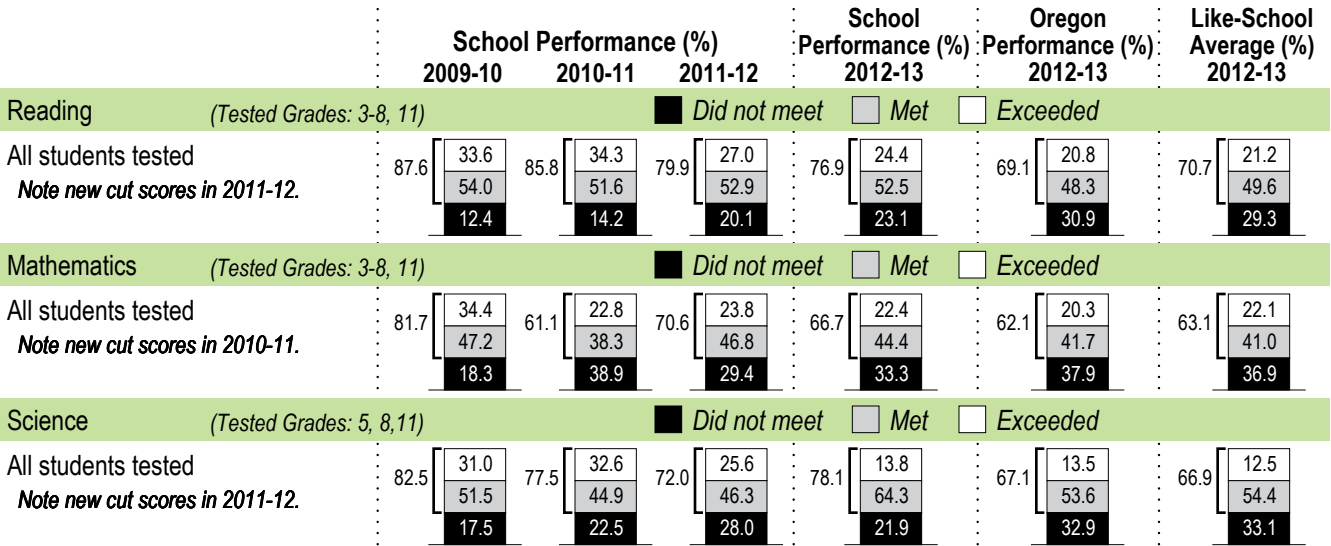 School Performance (%)
2009-10 2010-11 2011-12
School
Performance (%)
2012-13
Oregon
Performance (%)
2012-13
Like-School
Average (%)
2012-13
Reading (Tested Grades: 3-8, 11) Did not meet Met Exceeded
All students tested
Note new cut scores in 2011-12.
87.6 33.6 85.8 34.3 79.9 27.0 76.9 24.4 69.1 20.8 70.7 21.2
54.0 51.6 52.9 52.5 48.3 49.6
12.4 14.2 20.1 23.1 30.9 29.3
Mathematics (Tested Grades: 3-8, 11) Did not meet Met Exceeded
All students tested
Note new cut scores in 2010-11.
81.7 34.4 61.1 22.8 70.6 23.8 66.7 22.4 62.1 20.3 63.1 22.1
47.2 38.3 46.8 44.4 41.7 41.0
18.3 38.9 29.4 33.3 37.9 36.9
Science (Tested Grades: 5, 8,11) Did not meet Met Exceeded
All students tested
Note new cut scores in 2011-12.
82.5 31.0 77.5 32.6 72.0 25.6 78.1 13.8 67.1 13.5 66.9 12.5
51.5 44.9 46.3 64.3 53.6 54.4
17.5 22.5 28.0 21.9 32.9 33.1